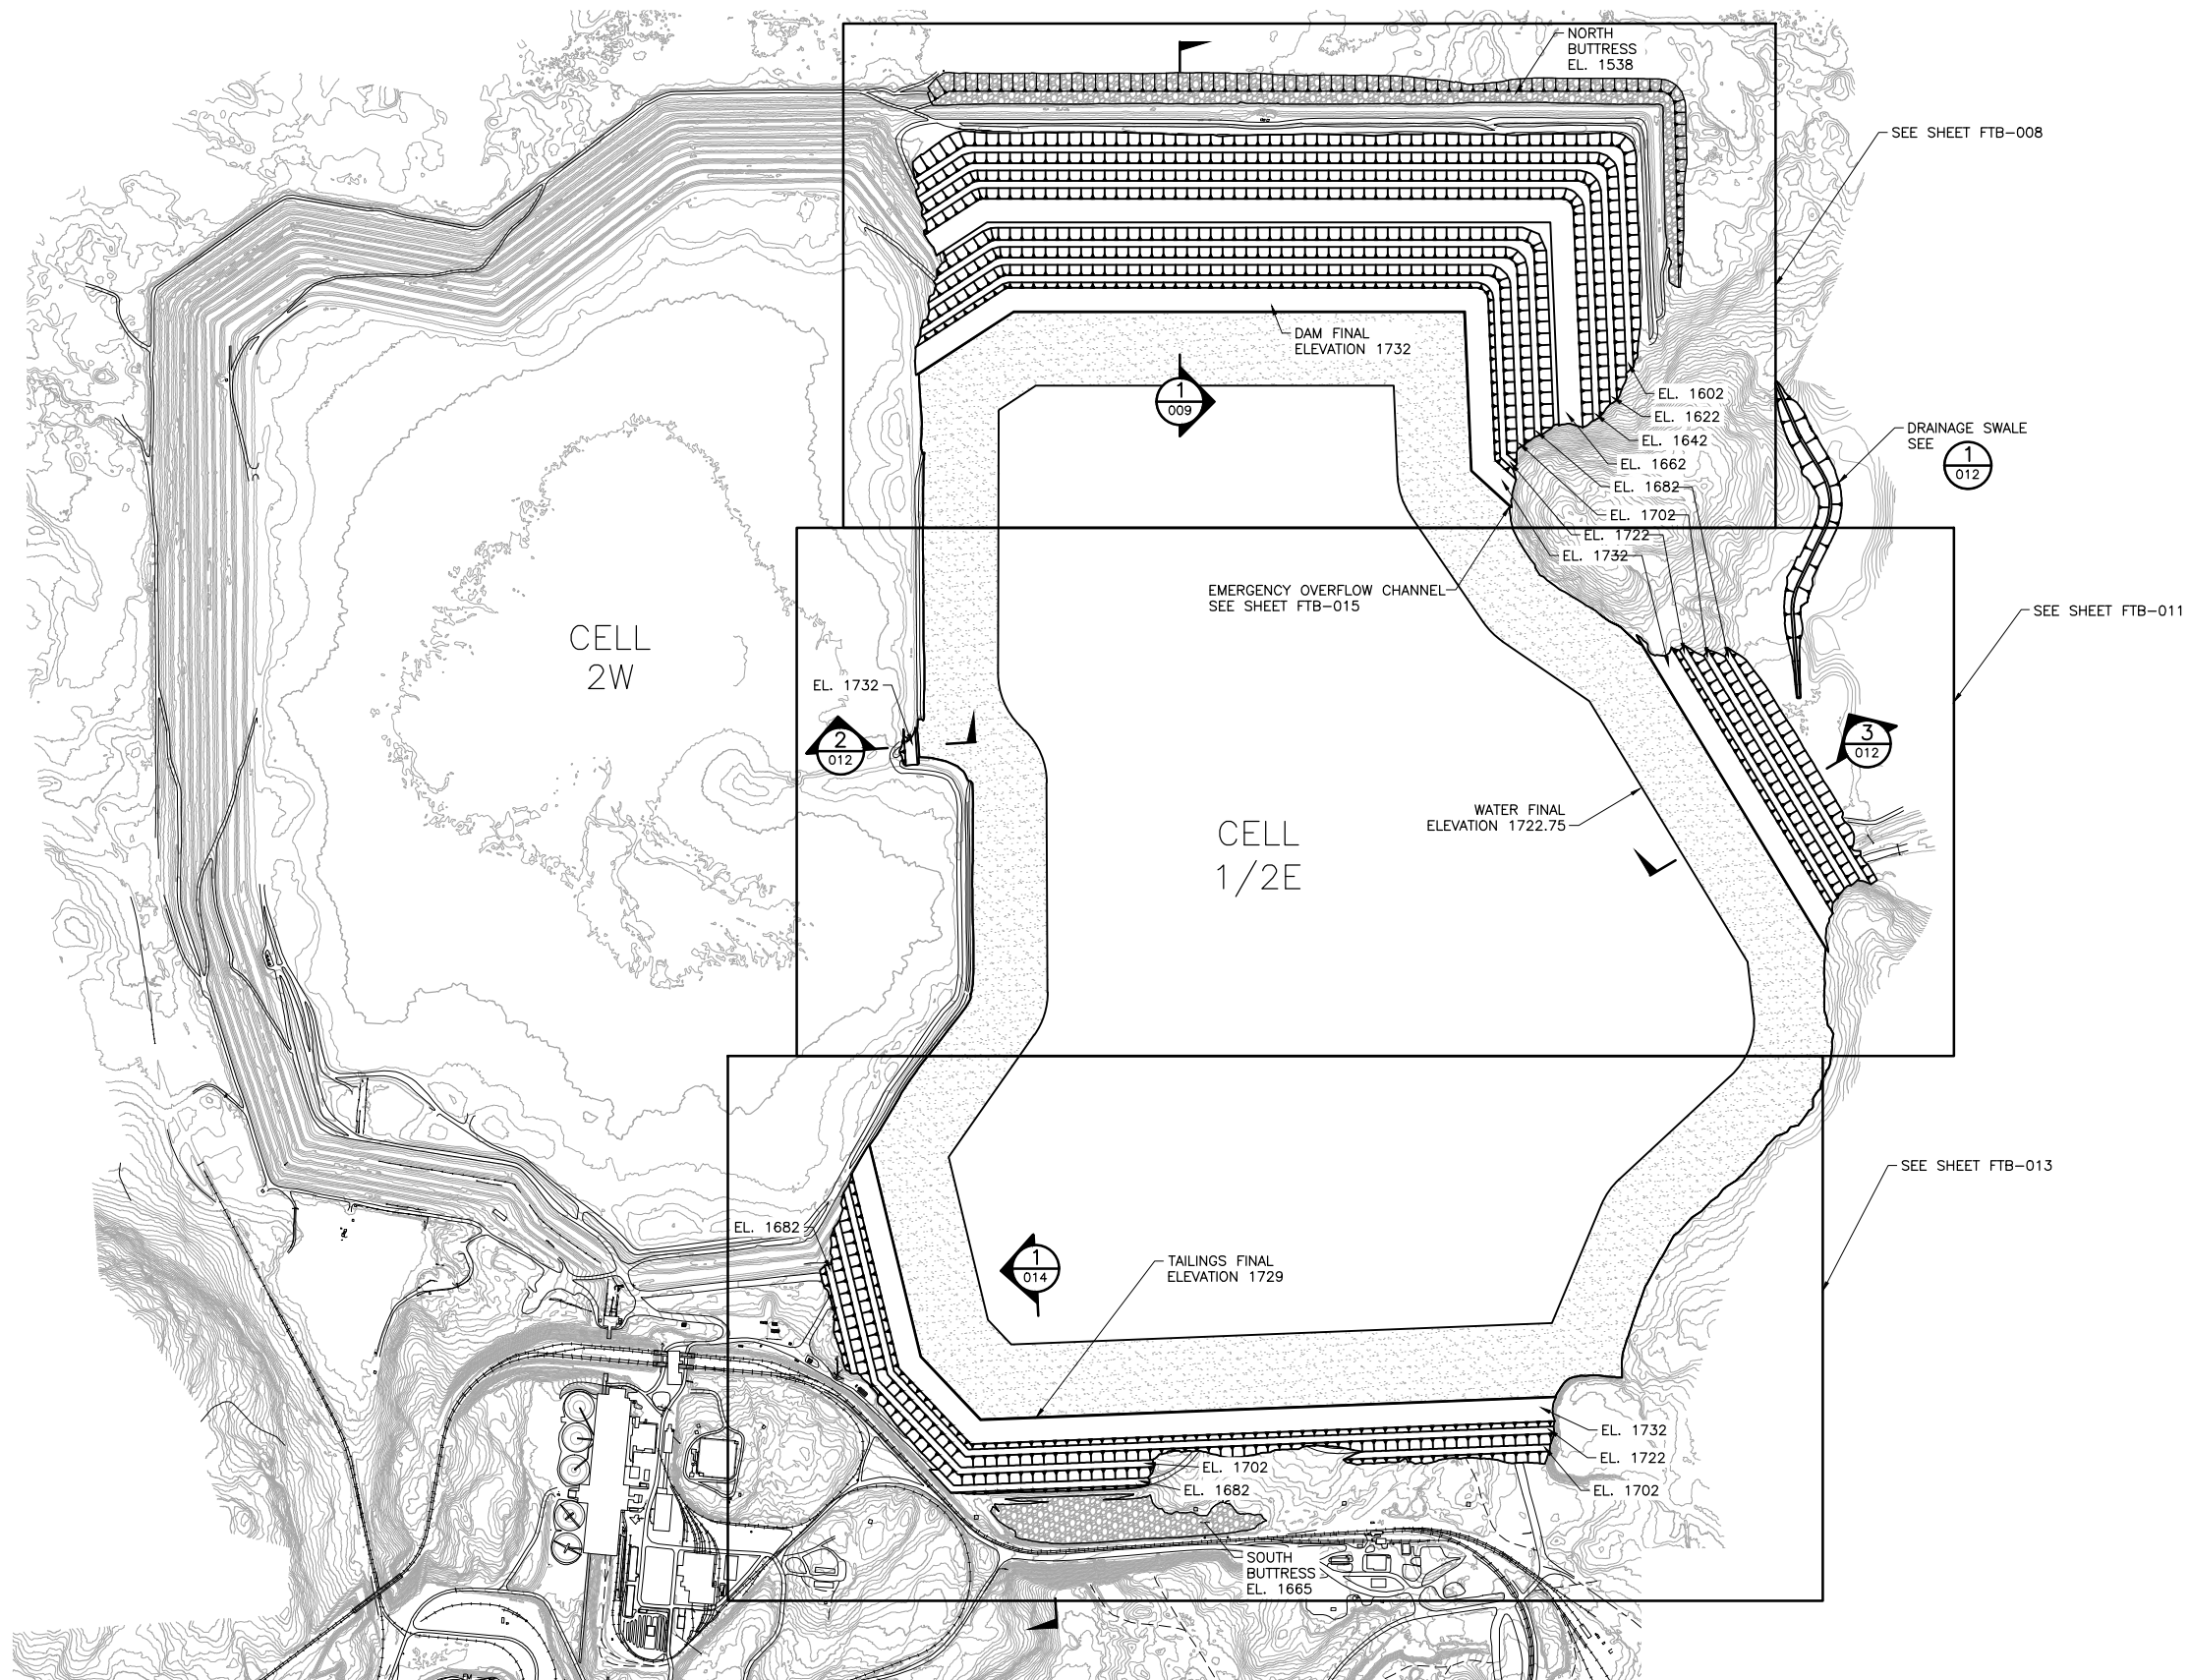 NORTH
BUTTRESS
EL. 1538
SEE SHEET FTB-008
DAM FINAL
ELEVATION 1732
1
009
EL. 1602
EL. 1622
EL. 1642
EL. 1662
EL. 1682
EL. 1702
EL. 1722
EL. 1732
DRAINAGE SWALE
SEE
1
012
EMERGENCY OVERFLOW CHANNEL
SEE SHEET FTB-015
SEE SHEET FTB-011
CELL
2W
EL. 1732
2
012
3
012
WATER FINAL
ELEVATION 1722.75
CELL
1/2E
SEE SHEET FTB-013
EL. 1682
1
014
TAILINGS FINAL
ELEVATION 1729
EL. 1732
EL. 1722
EL. 1702
EL. 1702
EL. 1682
SOUTH
BUTTRESS
EL. 1665